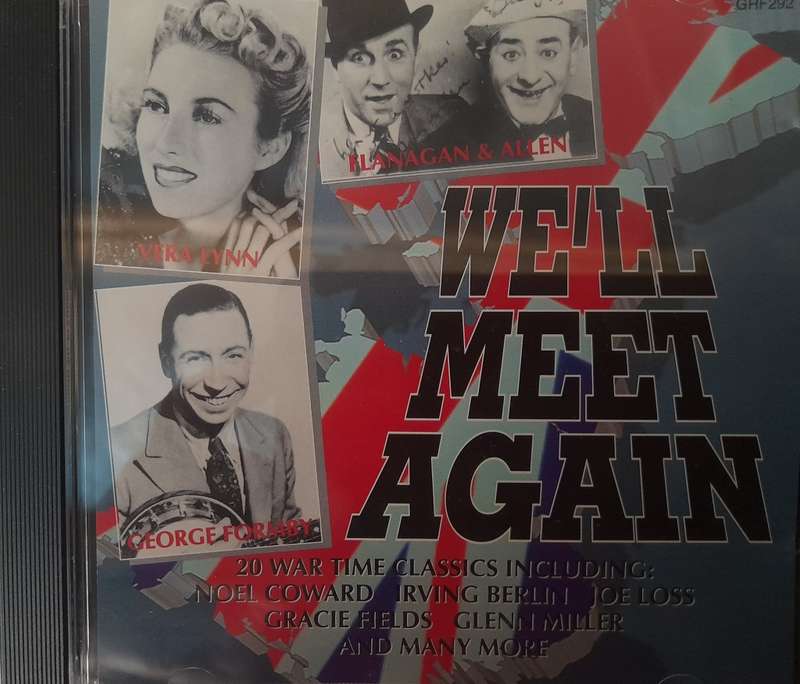 GRF292
FLANAGAN & ALLEN
VERA LYNN
WE'LL
MEET
AGAIN
GEORGE FORMBY
20 WAR TIME CLASSICS INCLUDING:
NOEL COWARD IRVING BERLIN JOE LOSS
GRACIE FIELDS GLENN MILLER
AND MANY MORE